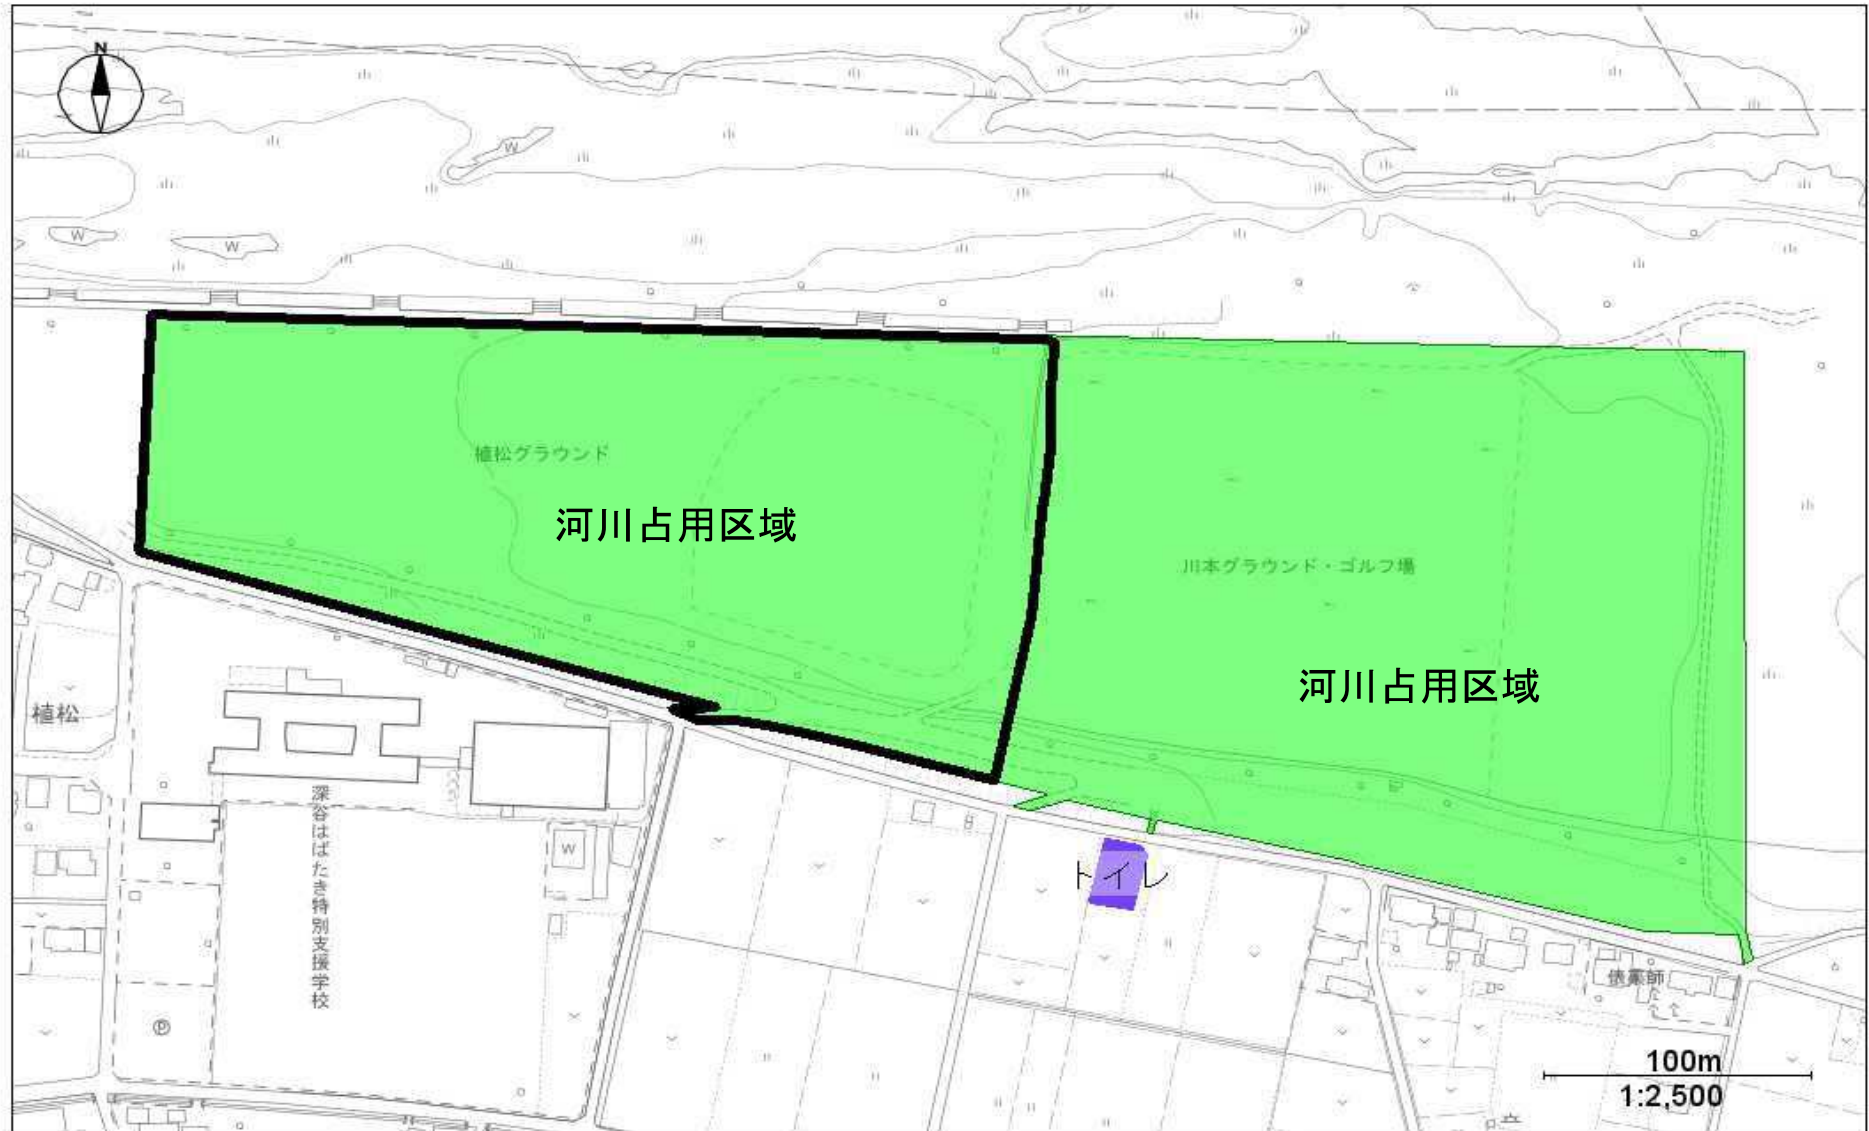 N
W
W
W
植松グラウンド
河川占用区域
川本グラウンド・ゴルフ場
河川占用区域
植松
深谷はばたき特別支援学校
W
トイレ
P
俵薬師
100m
1:2,500